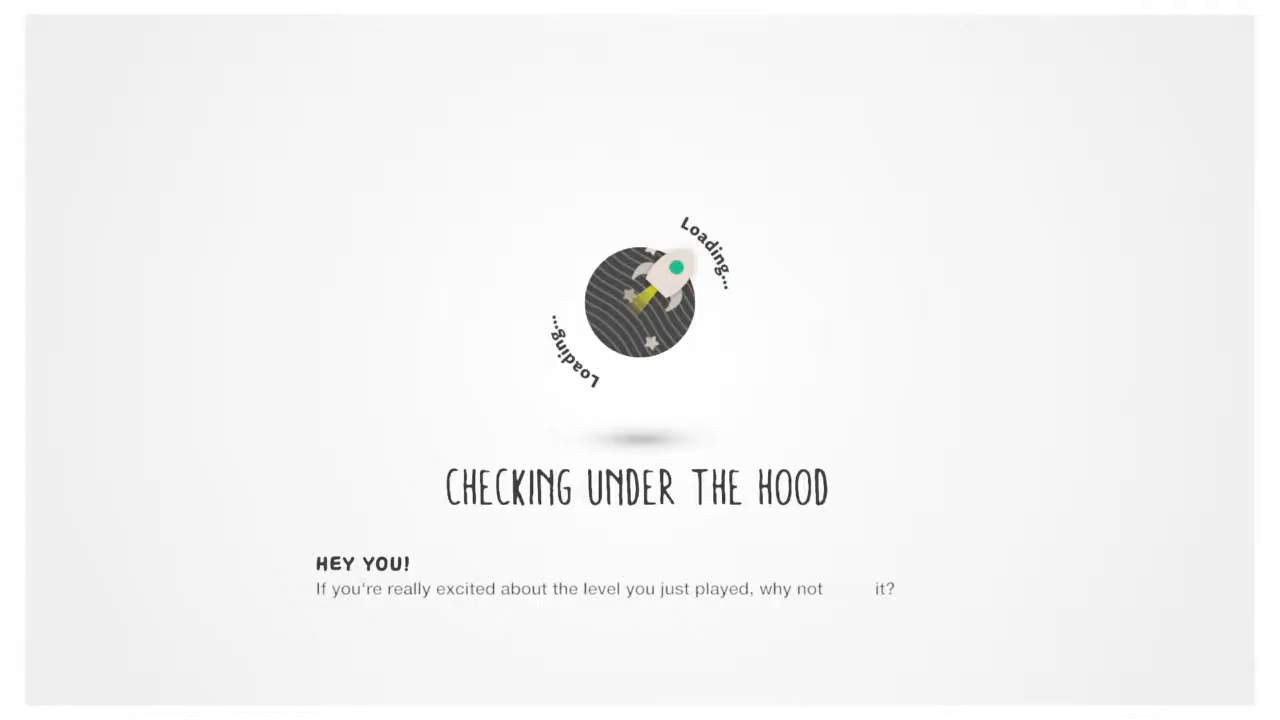 Loading...
Loading...
CHECKING UNDER THE HOOD
HEY YOU!
If you're really excited about the level you just played, why not it?